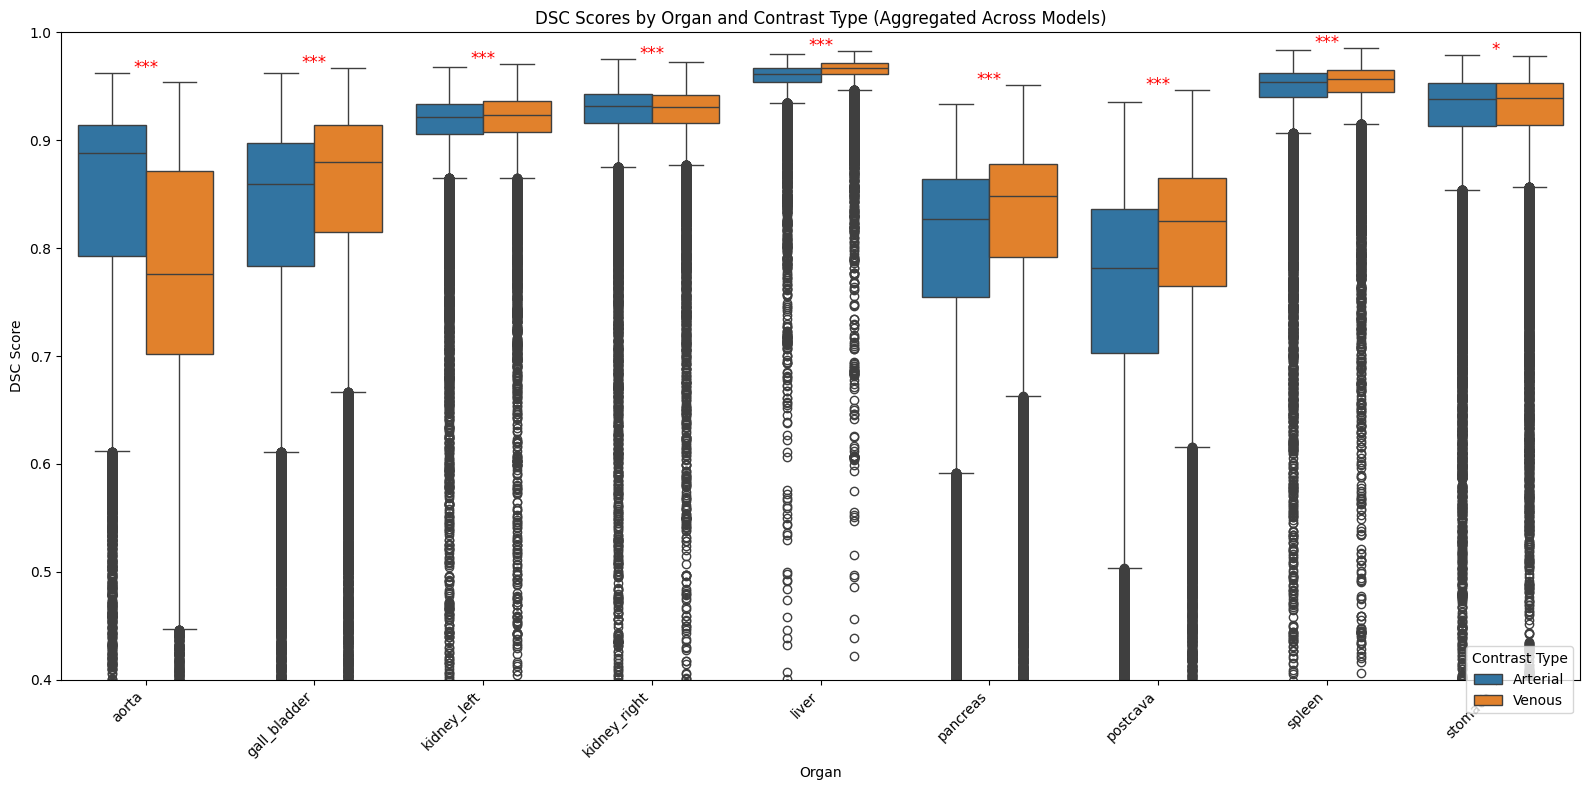 DSC Scores by Organ and Contrast Type (Aggregated Across Models)
1.0
0.9
0.8
0.7
0.6
0.5
0.4
DSC Score
***
***
***
***
***
***
***
***
*
Contrast Type
Arterial
Venous
aorta
gall_bladder
kidney_left
kidney_right
liver
pancreas
postcava
spleen
stoma
Organ